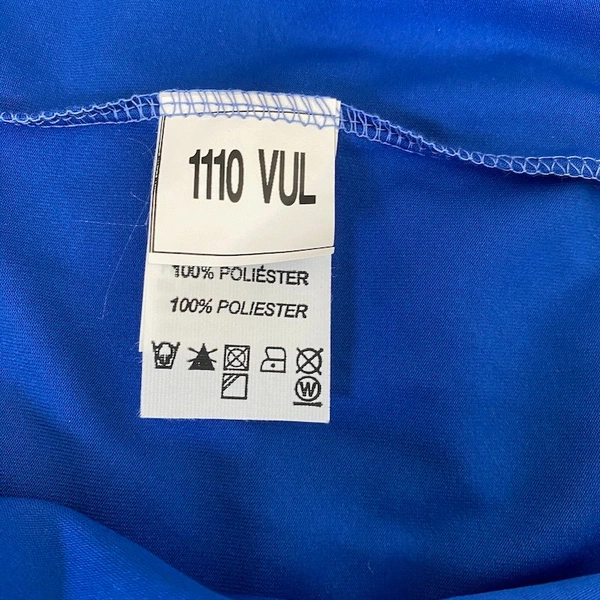 1110 VUL
100% POLIÉSTER
100% POLIESTER
W